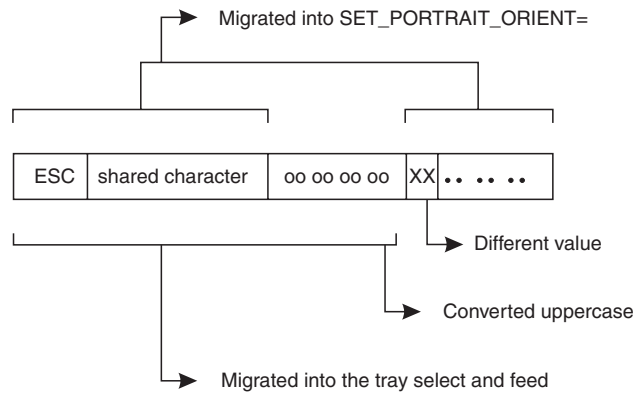 Migrated into SET_PORTRAIT_ORIENT=
ESC shared character oo oo oo oo XX .. .. ..
Different value
Converted uppercase
Migrated into the tray select and feed